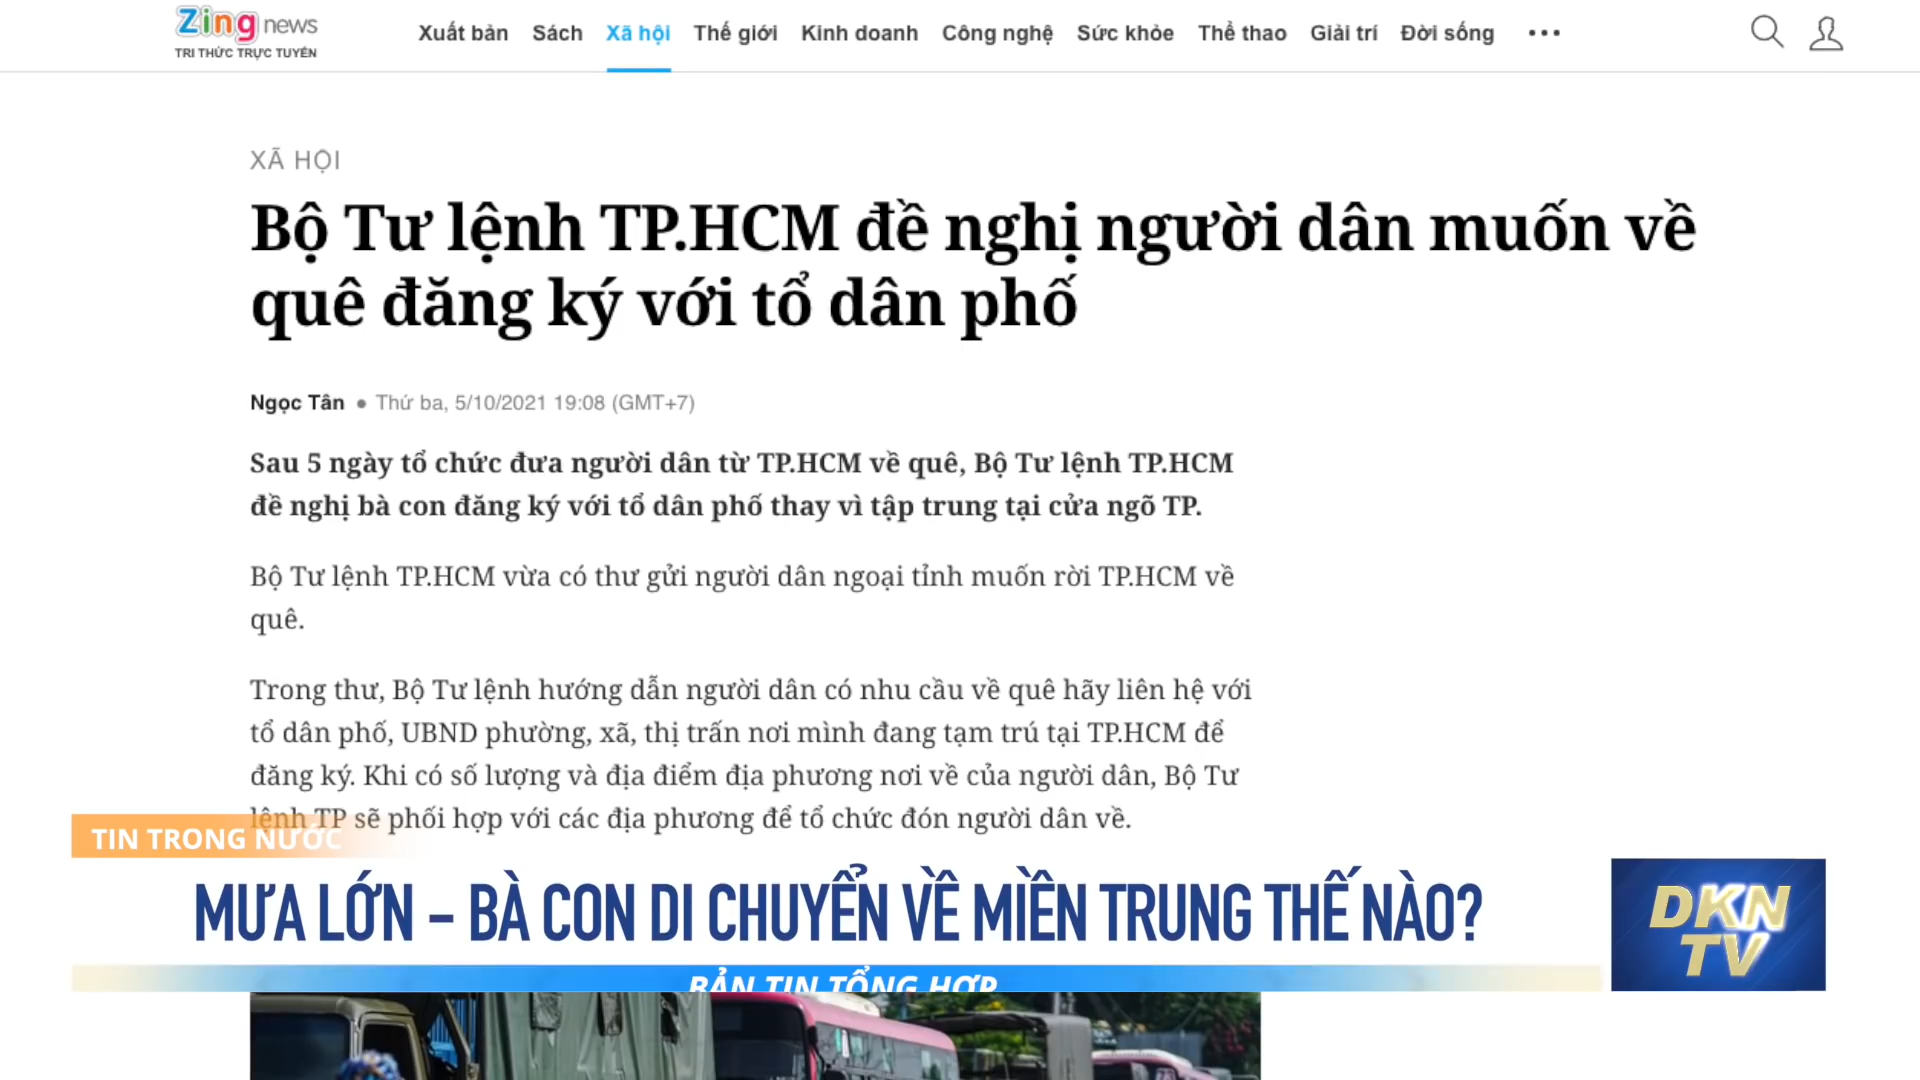 Zing news
TRI THỨC TRỰC TUYẾN
Xuất bản Sách Xã hội Thế giới Kinh doanh Công nghệ Sức khỏe Thể thao Giải trí Đời sống
XÃ HỘI
Bộ Tư lệnh TP.HCM đề nghị người dân muốn về
quê đăng ký với tổ dân phố
Ngọc Tân • Thứ ba, 5/10/2021 19:08 (GMT+7)
Sau 5 ngày tổ chức đưa người dân từ TP.HCM về quê, Bộ Tư lệnh TP.HCM
đề nghị bà con đăng ký với tổ dân phố thay vì tập trung tại cửa ngõ TP.
Bộ Tư lệnh TP.HCM vừa có thư gửi người dân ngoại tỉnh muốn rời TP.HCM về
quê.
Trong thư, Bộ Tư lệnh hướng dẫn người dân có nhu cầu về quê hãy liên hệ với
tổ dân phố, UBND phường, xã, thị trấn nơi mình đang tạm trú tại TP.HCM để
đăng ký. Khi có số lượng và địa điểm địa phương nơi về của người dân, Bộ Tư
lệnh TP sẽ phối hợp với các địa phương để tổ chức đón người dân về.
TIN TRONG NƯỚC
MƯA LỚN – BÀ CON DI CHUYỂN VỀ MIỀN TRUNG THẾ NÀO?
DKN
TV
BẢN TIN TỔNG HỢP